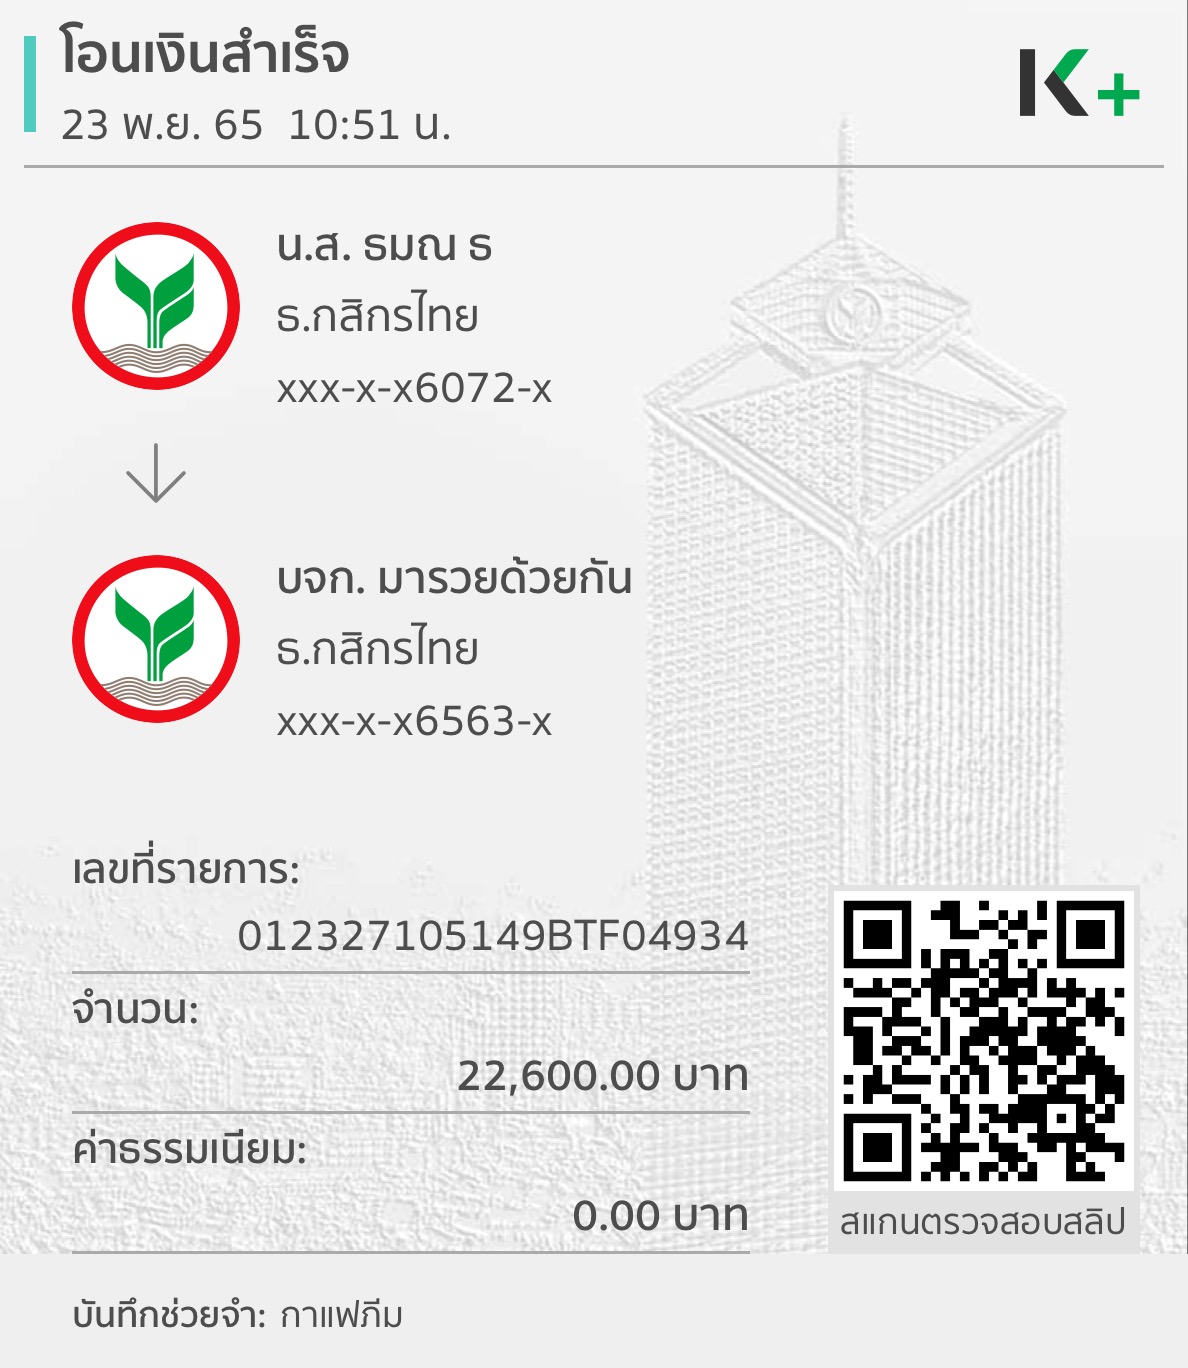 โอนเงินสำเร็จ
23 พ.ย. 65  10:51 น.
K+
น.ส. ธมณ ธ
ธ.กสิกรไทย
xxx-x-x6072-x
บจก. มารวยด้วยกัน
ธ.กสิกรไทย
xxx-x-x6563-x
เลขที่รายการ:
012327105149BTF04934
จำนวน:
22,600.00 บาท
ค่าธรรมเนียม:
0.00 บาท
สแกนตรวจสอบสลิป
บันทึกช่วยจำ: กาแฟภีม